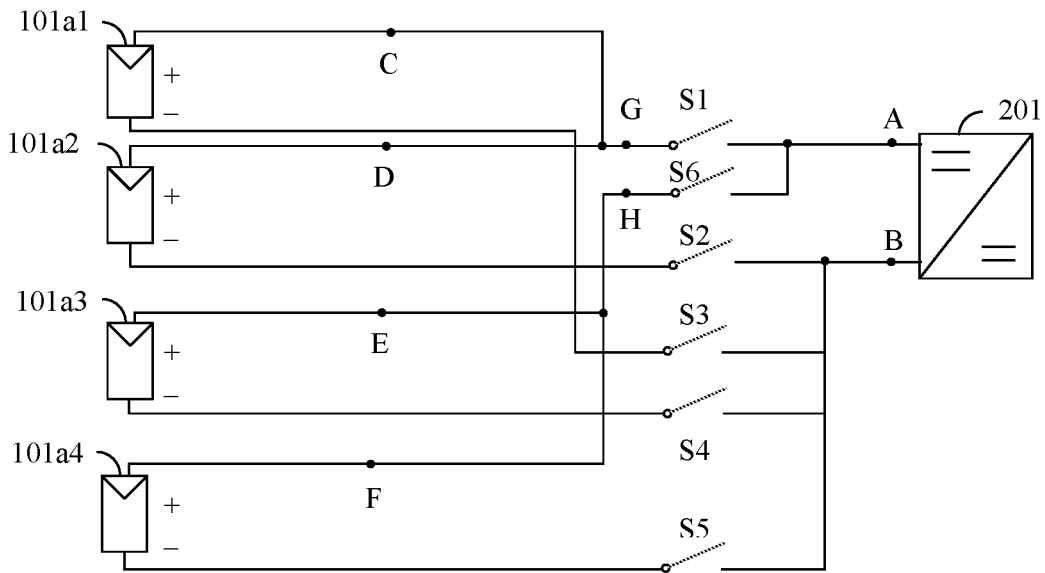 101a1
C
+
−
G
S1
A
201
101a2
D
+
−
S6
H
S2
B
101a3
E
+
−
S3
S4
101a4
F
+
−
S5